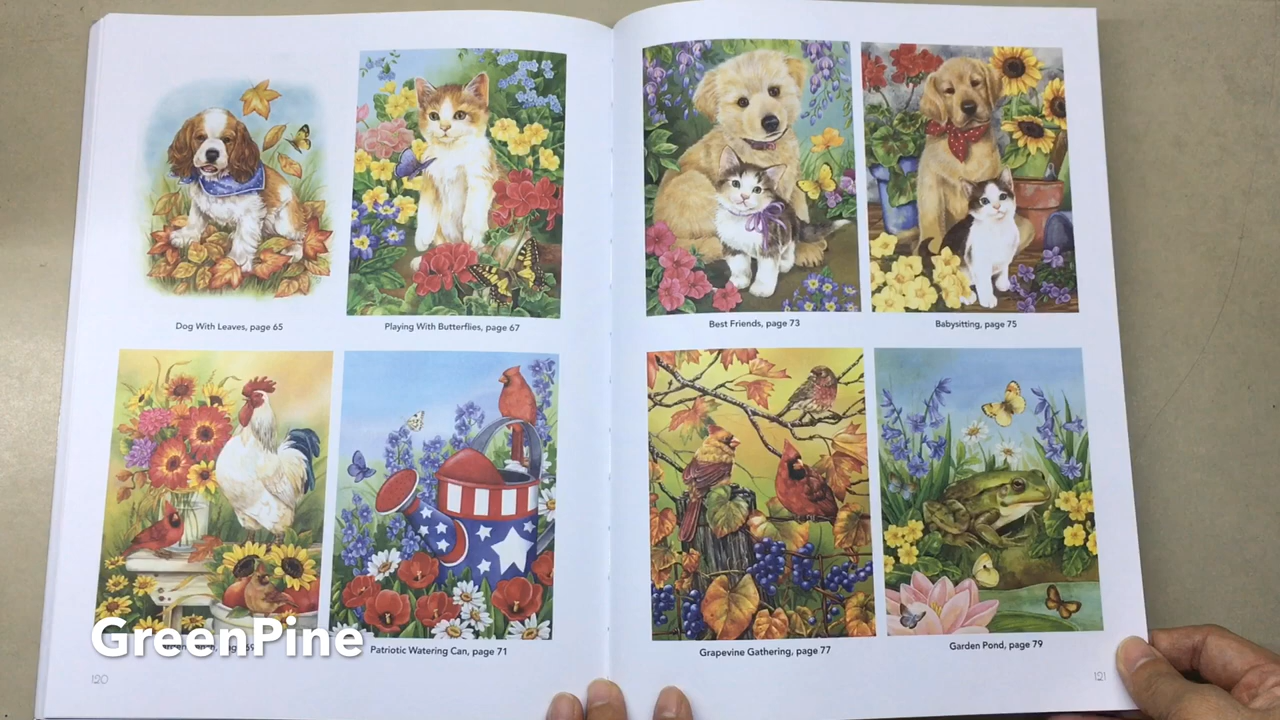 Dog With Leaves, page 65
Playing With Butterflies, page 67
Best Friends, page 73
Babysitting, page 75
GreenPine
Patriotic Watering Can, page 71
Grapevine Gathering, page 77
Garden Pond, page 79
120
121